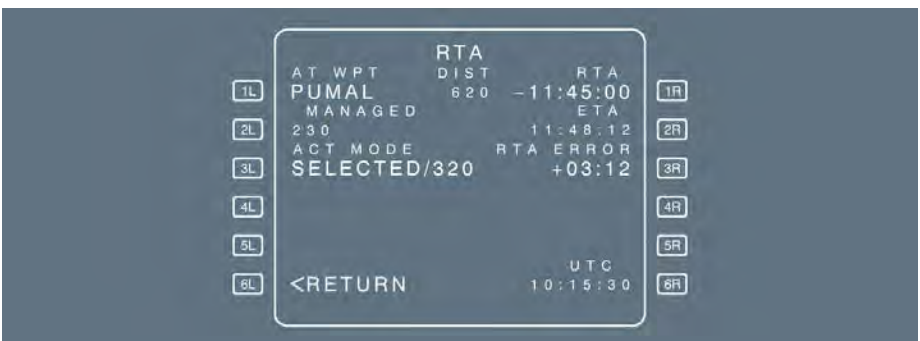 RTA
AT WPT DIST RTA
1L PUMAL 620 -11:45:00 1R
MANAGED ETA
2L 230 11:48:12 2R
ACT MODE RTA ERROR
3L SELECTED/320 +03:12 3R
4L 4R
5L 5R
UTC
6L <RETURN 10:15:30 6R